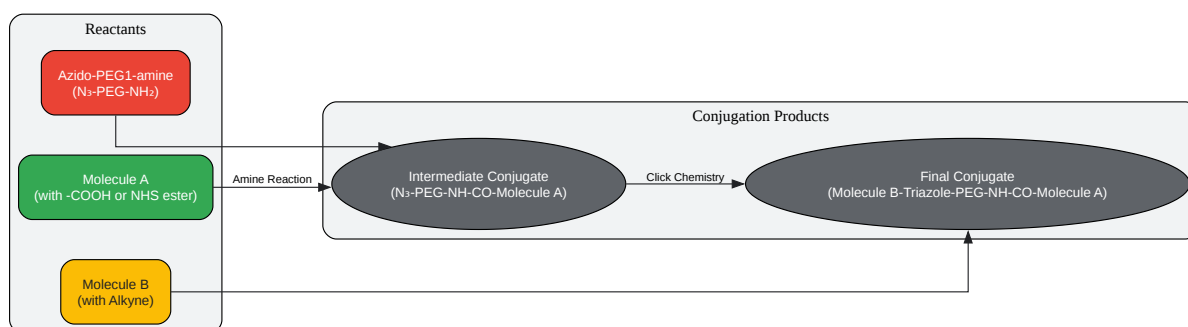 Reactants
Azido-PEG1-amine
(N₃-PEG-NH₂)
Molecule A
(with -COOH or NHS ester)
Molecule B
(with Alkyne)
Amine Reaction
Conjugation Products
Intermediate Conjugate
(N₃-PEG-NH-CO-Molecule A)
Click Chemistry
Final Conjugate
(Molecule B-Triazole-PEG-NH-CO-Molecule A)